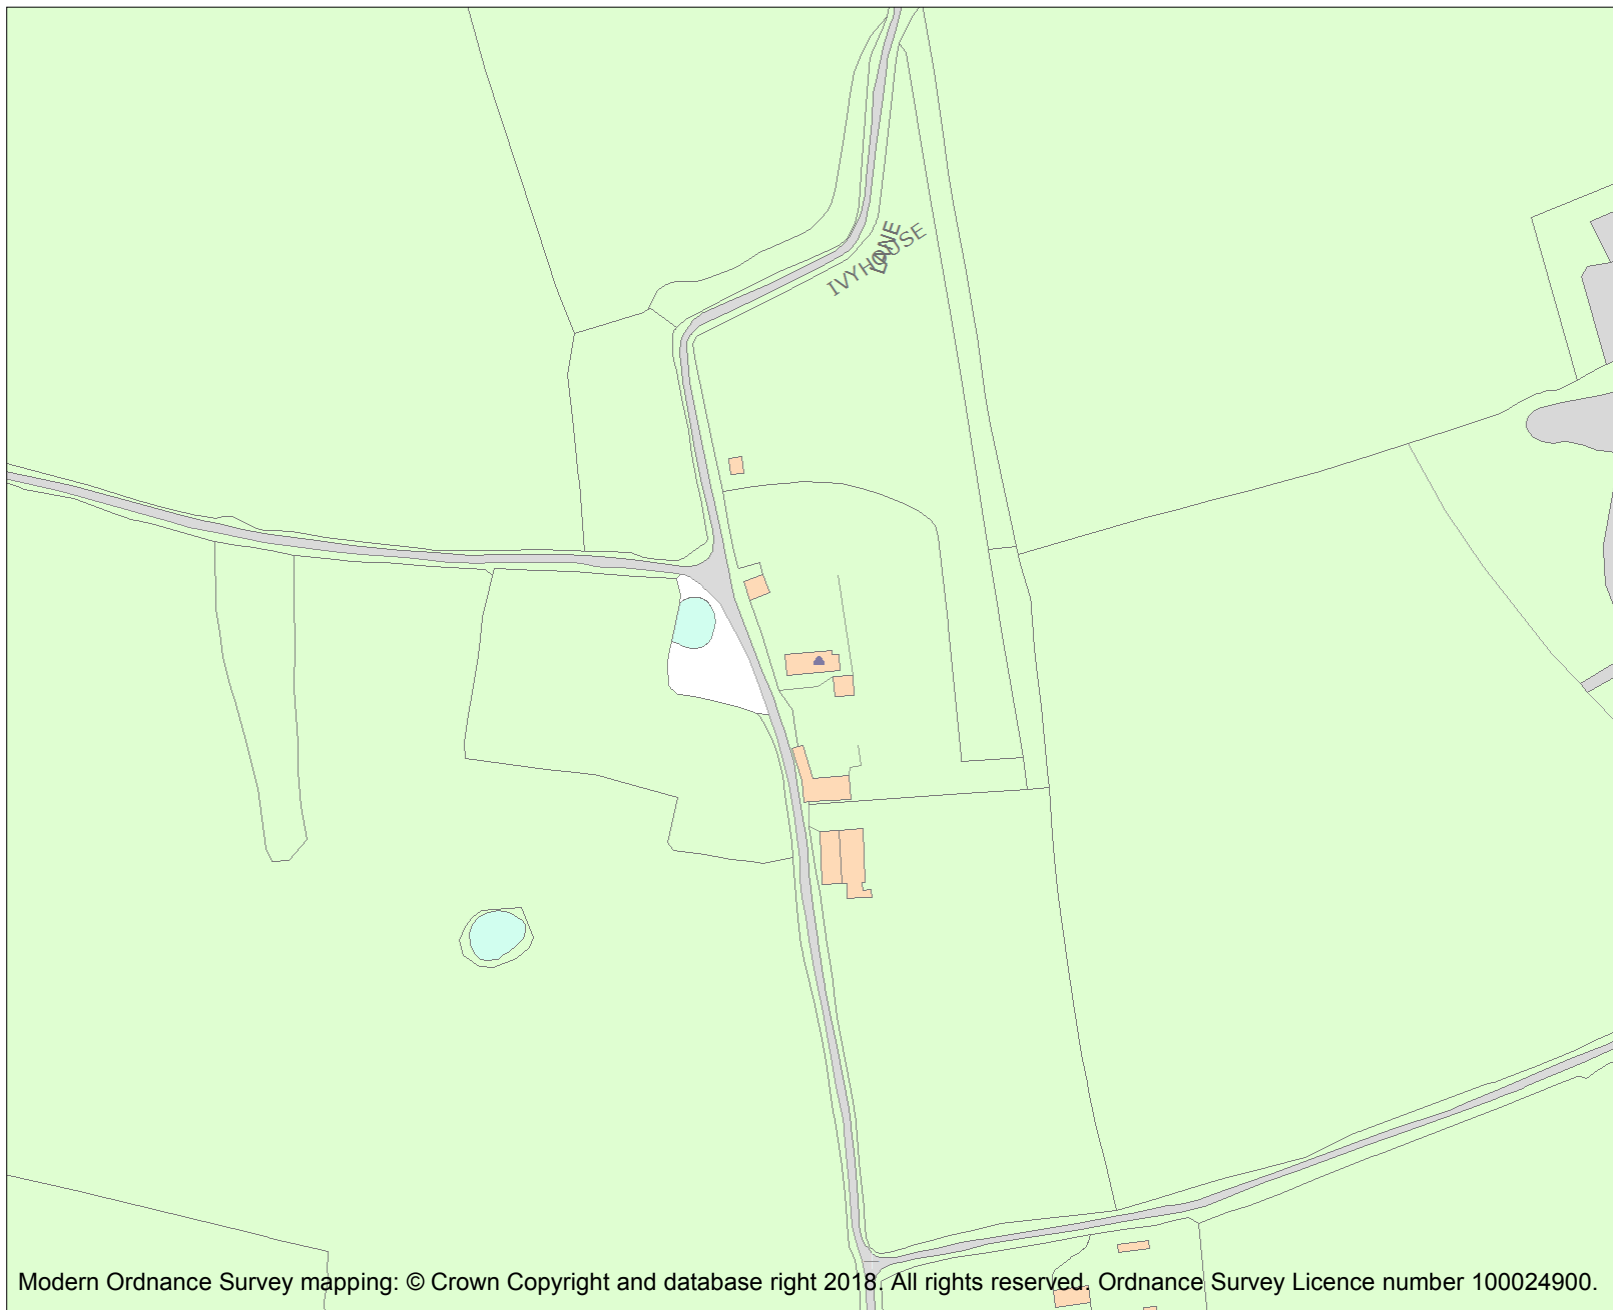 IVYHOUSE
LANE
Modern Ordnance Survey mapping: © Crown Copyright and database right 2018. All rights reserved. Ordnance Survey Licence number 100024900.